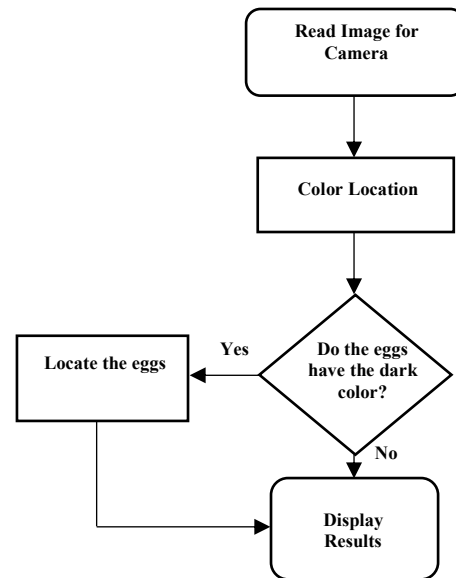 Read Image for
Camera
Color Location
Do the eggs
have the dark
color?
Yes
Locate the eggs
No
Display
Results